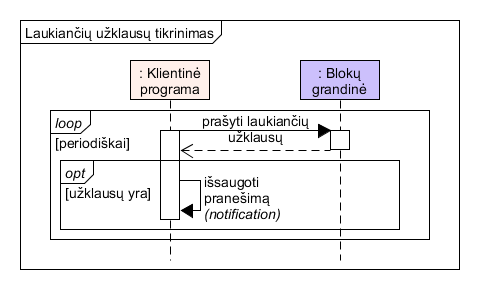 Laukiančių užklausų tikrinimas
: Klientinė
programa
: Blokų
grandinė
loop
[periodiškai]
prašyti laukiančių
užklausų
opt
[užklausų yra]
išsaugoti
pranešimą
(notification)